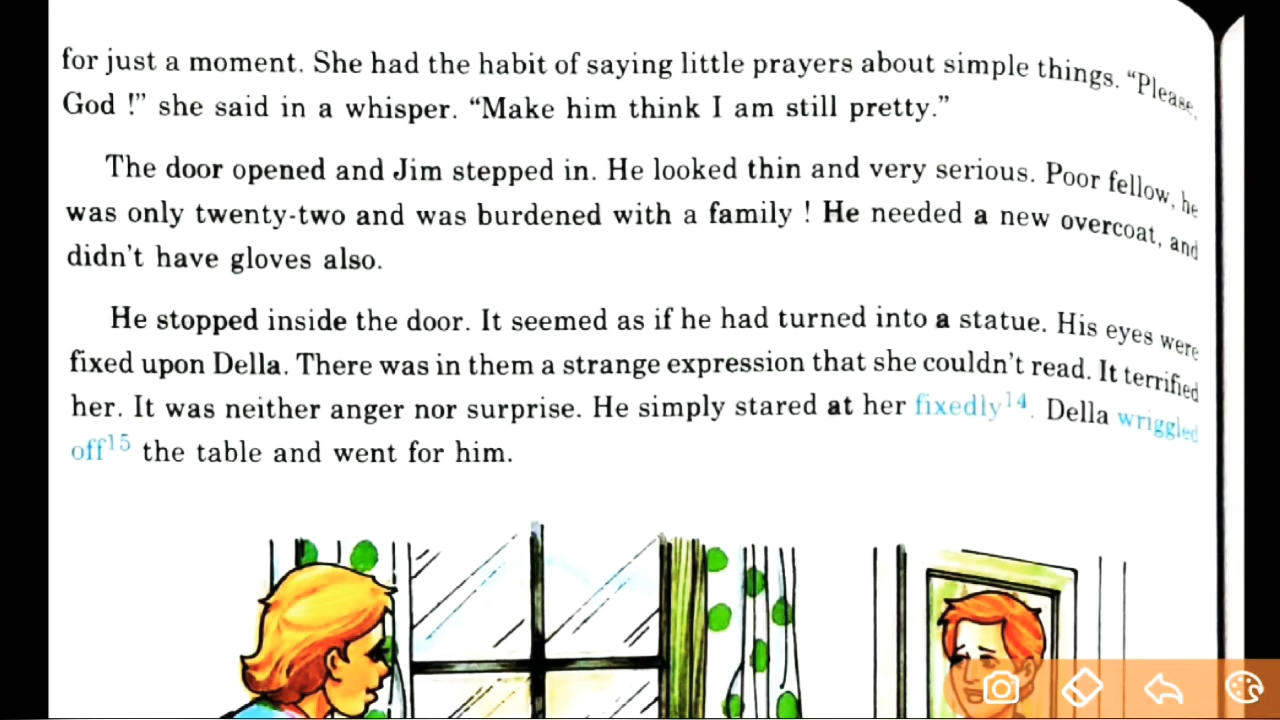 for just a moment. She had the habit of saying little prayers about simple things. “Please,
God !” she said in a whisper. “Make him think I am still pretty.”
The door opened and Jim stepped in. He looked thin and very serious. Poor fellow, he
was only twenty-two and was burdened with a family ! He needed a new overcoat, and
didn’t have gloves also.
He stopped inside the door. It seemed as if he had turned into a statue. His eyes were
fixed upon Della. There was in them a strange expression that she couldn’t read. It terrified
her. It was neither anger nor surprise. He simply stared at her fixedly14. Della wriggled
off15 the table and went for him.